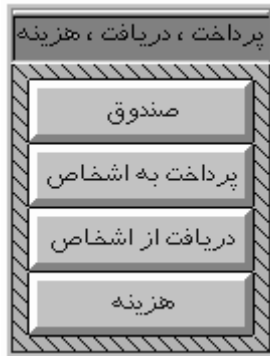 پرداخت ، دریافت ، هزینه
صندوق
پرداخت به اشخاص
دریافت از اشخاص
هزینه